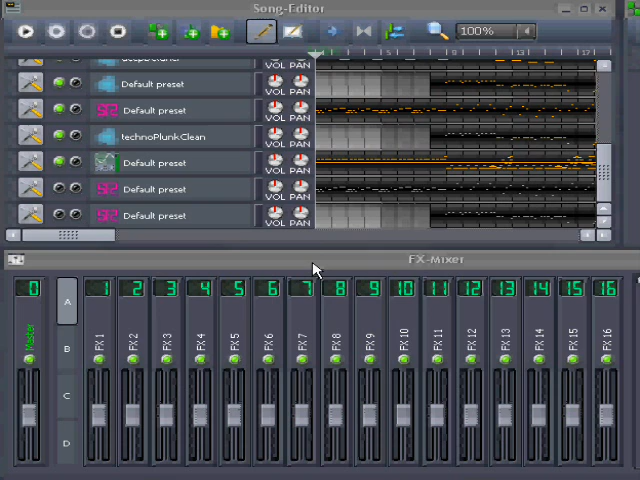 Song-Editor
100%
5
9
13
17
VOL PAN
Default preset
VOL PAN
Default preset
VOL PAN
technoPlunkClean
VOL PAN
Default preset
VOL PAN
Default preset
VOL PAN
Default preset
VOL PAN
FX-Mixer
0 A 1 2 3 4 5 6 7 8 9 10 11 12 13 14 15 16
Master B FX 1 FX 2 FX 3 FX 4 FX 5 FX 6 FX 7 FX 8 FX 9 FX 10 FX 11 FX 12 FX 13 FX 14 FX 15 FX 16
C
D